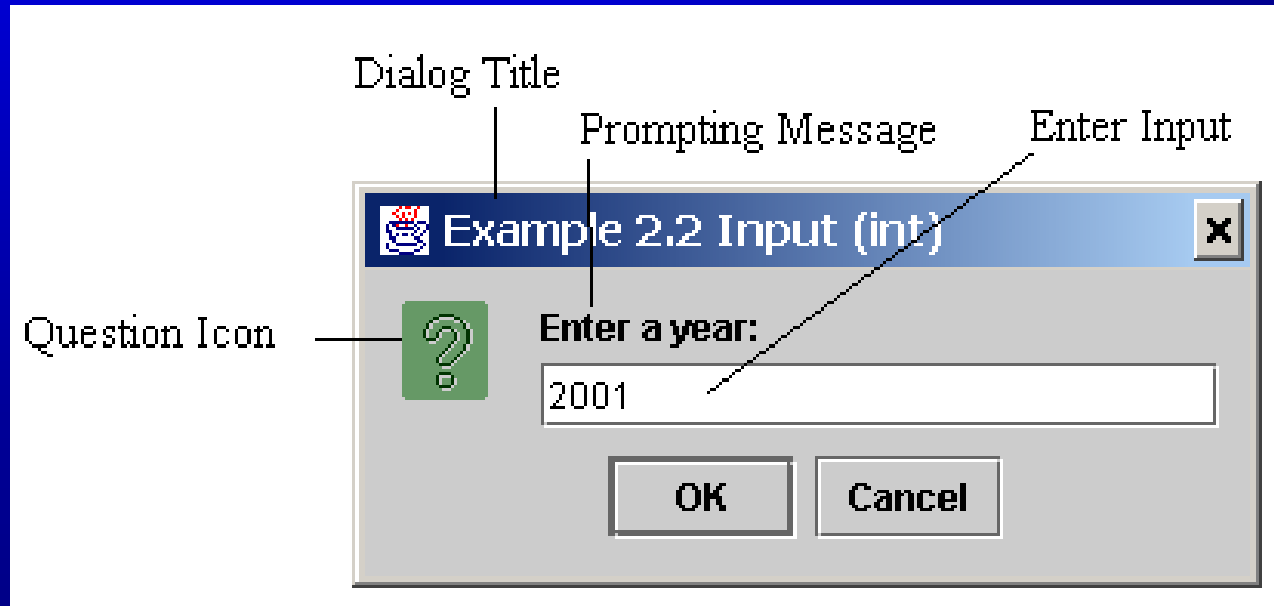 Dialog Title
Prompting Message
Enter Input
Example 2.2 Input (int)
Question Icon
Enter a year:
2001
OK
Cancel